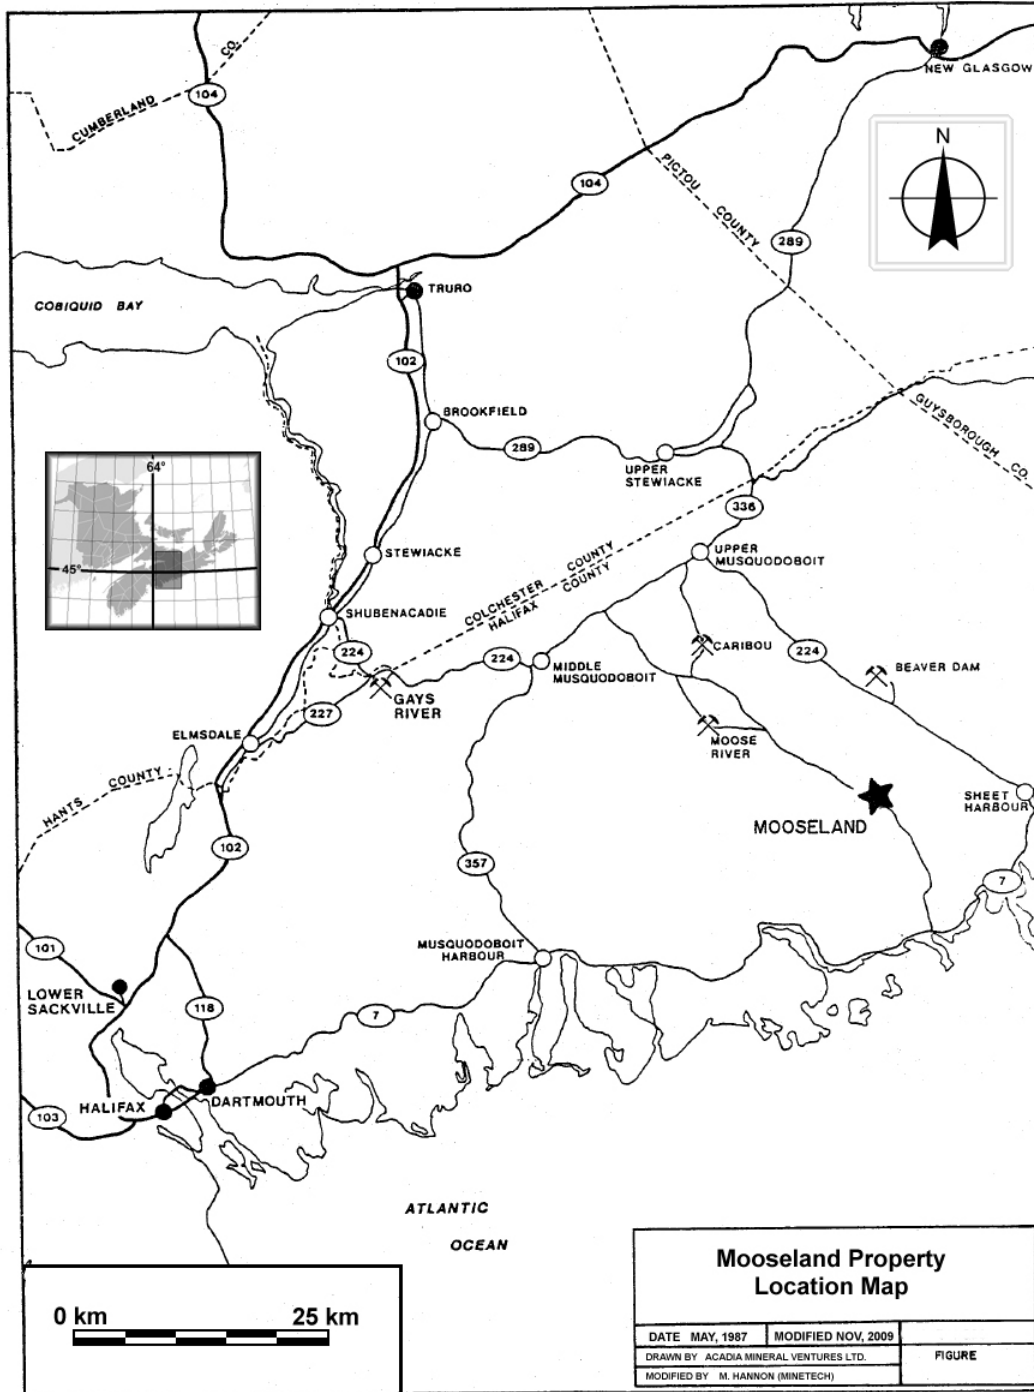 CUMBERLAND CO.
104
NEW GLASGOW
N
104
PICTOU COUNTY
289
COBIQUID BAY
TRURO
102
BROOKFIELD
289
UPPER
STEWIACKE
GUYSBOROUGH CO.
64°
45°
336
STEWIACKE
UPPER
MUSQUODOBOIT
COLCHESTER COUNTY
HALIFAX COUNTY
SHUBENACADIE
224
224
MIDDLE
MUSQUODOBOIT
CARIBOU
224
BEAVER DAM
GAYS
RIVER
227
ELMSDALE
MOOSE
RIVER
HANTS COUNTY
SHEET
HARBOUR
MOOSELAND
102
357
7
101
MUSQUODOBOIT
HARBOUR
LOWER
SACKVILLE
118
7
HALIFAX
DARTMOUTH
103
ATLANTIC
OCEAN
0 km 25 km
Mooseland Property
Location Map
DATE MAY, 1987 MODIFIED NOV, 2009
DRAWN BY ACADIA MINERAL VENTURES LTD.
FIGURE
MODIFIED BY M. HANNON (MINETECH)